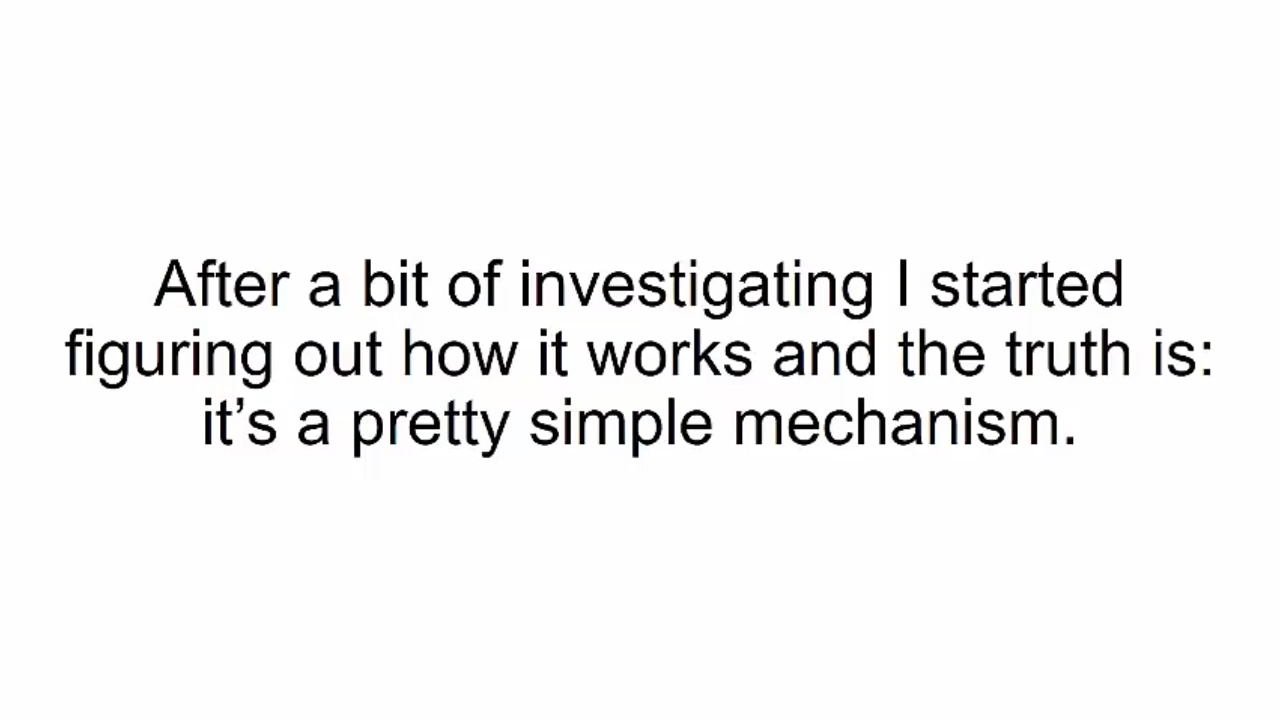 After a bit of investigating I started
figuring out how it works and the truth is:
it’s a pretty simple mechanism.